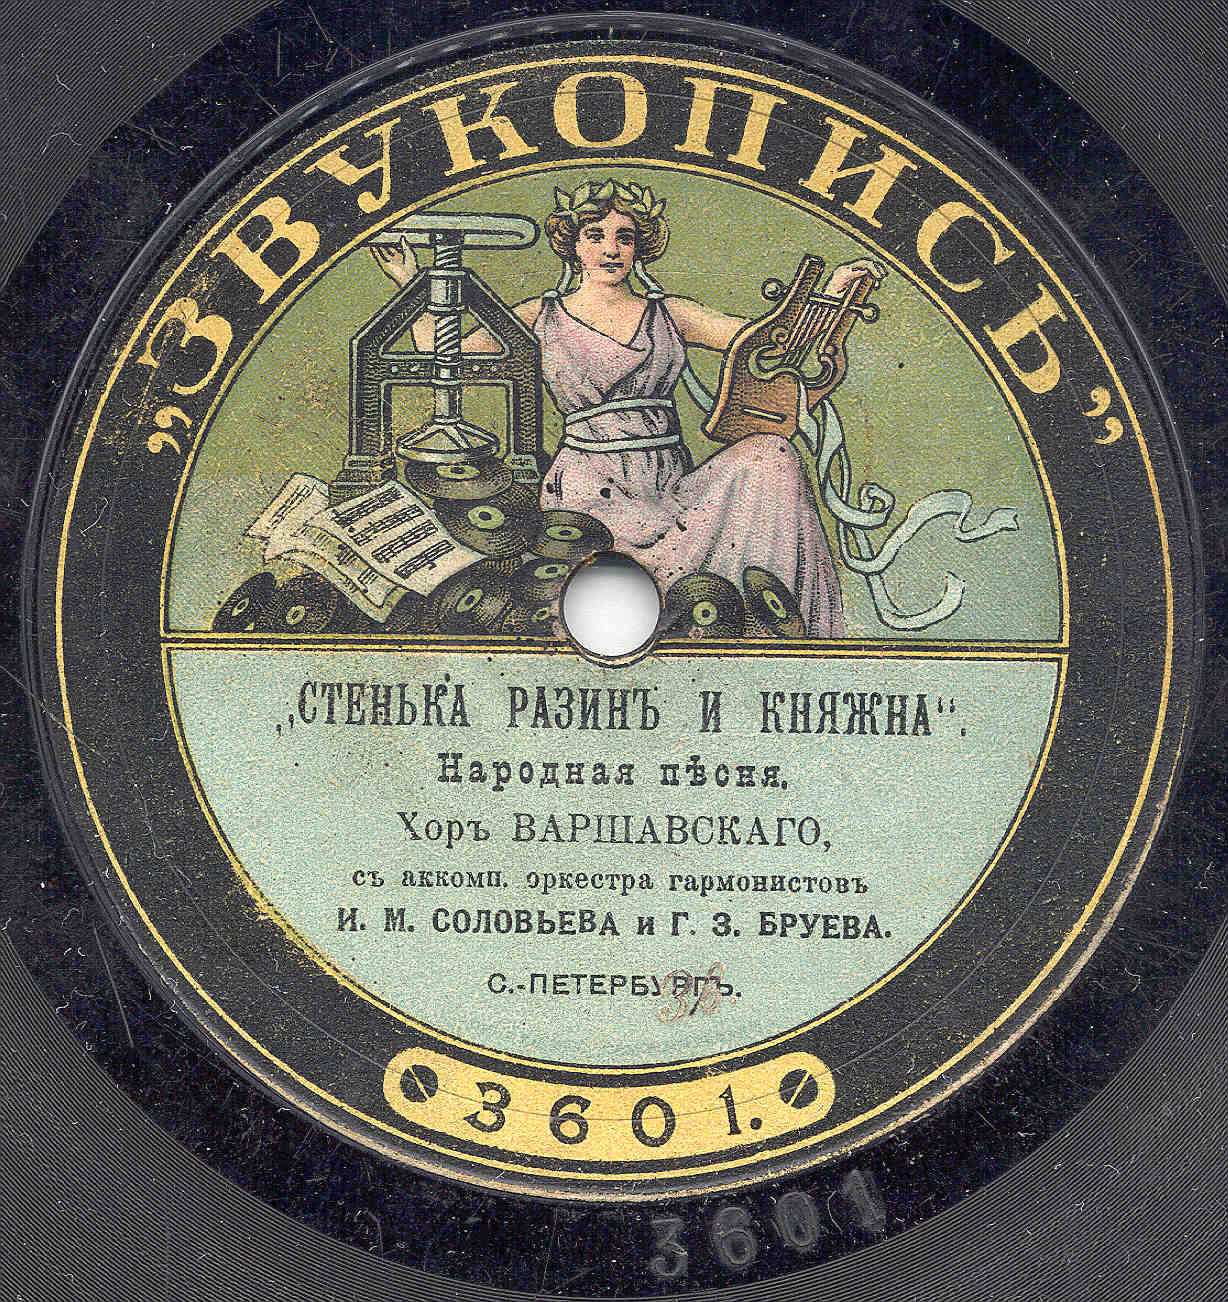 „ЗВУКОПИСЬ”
„СТЕНЬКА РАЗИНЪ И КНЯЖНА“.
Народная пѣсня.
Хоръ ВАРШАВСКАГО,
съ аккомп. оркестра гармонистовъ
И. М. СОЛОВЬЕВА и Г. З. БРУЕВА.
С.-ПЕТЕРБУРГЪ.
3601.
3601